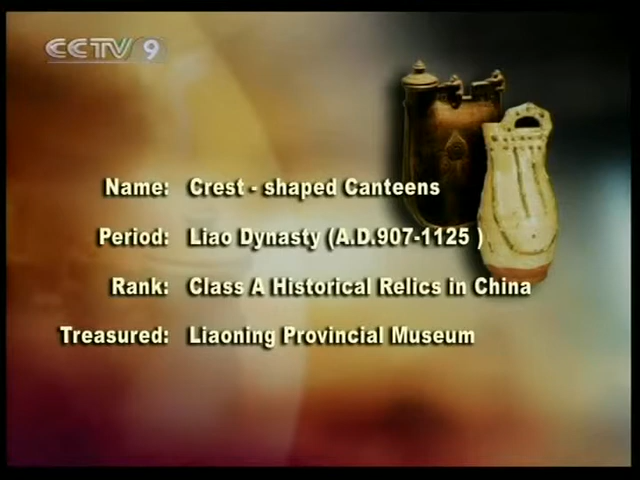 CCTV 9
Name: Crest - shaped Canteens
Period: Liao Dynasty (A.D.907-1125 )
Rank: Class A Historical Relics in China
Treasured: Liaoning Provincial Museum